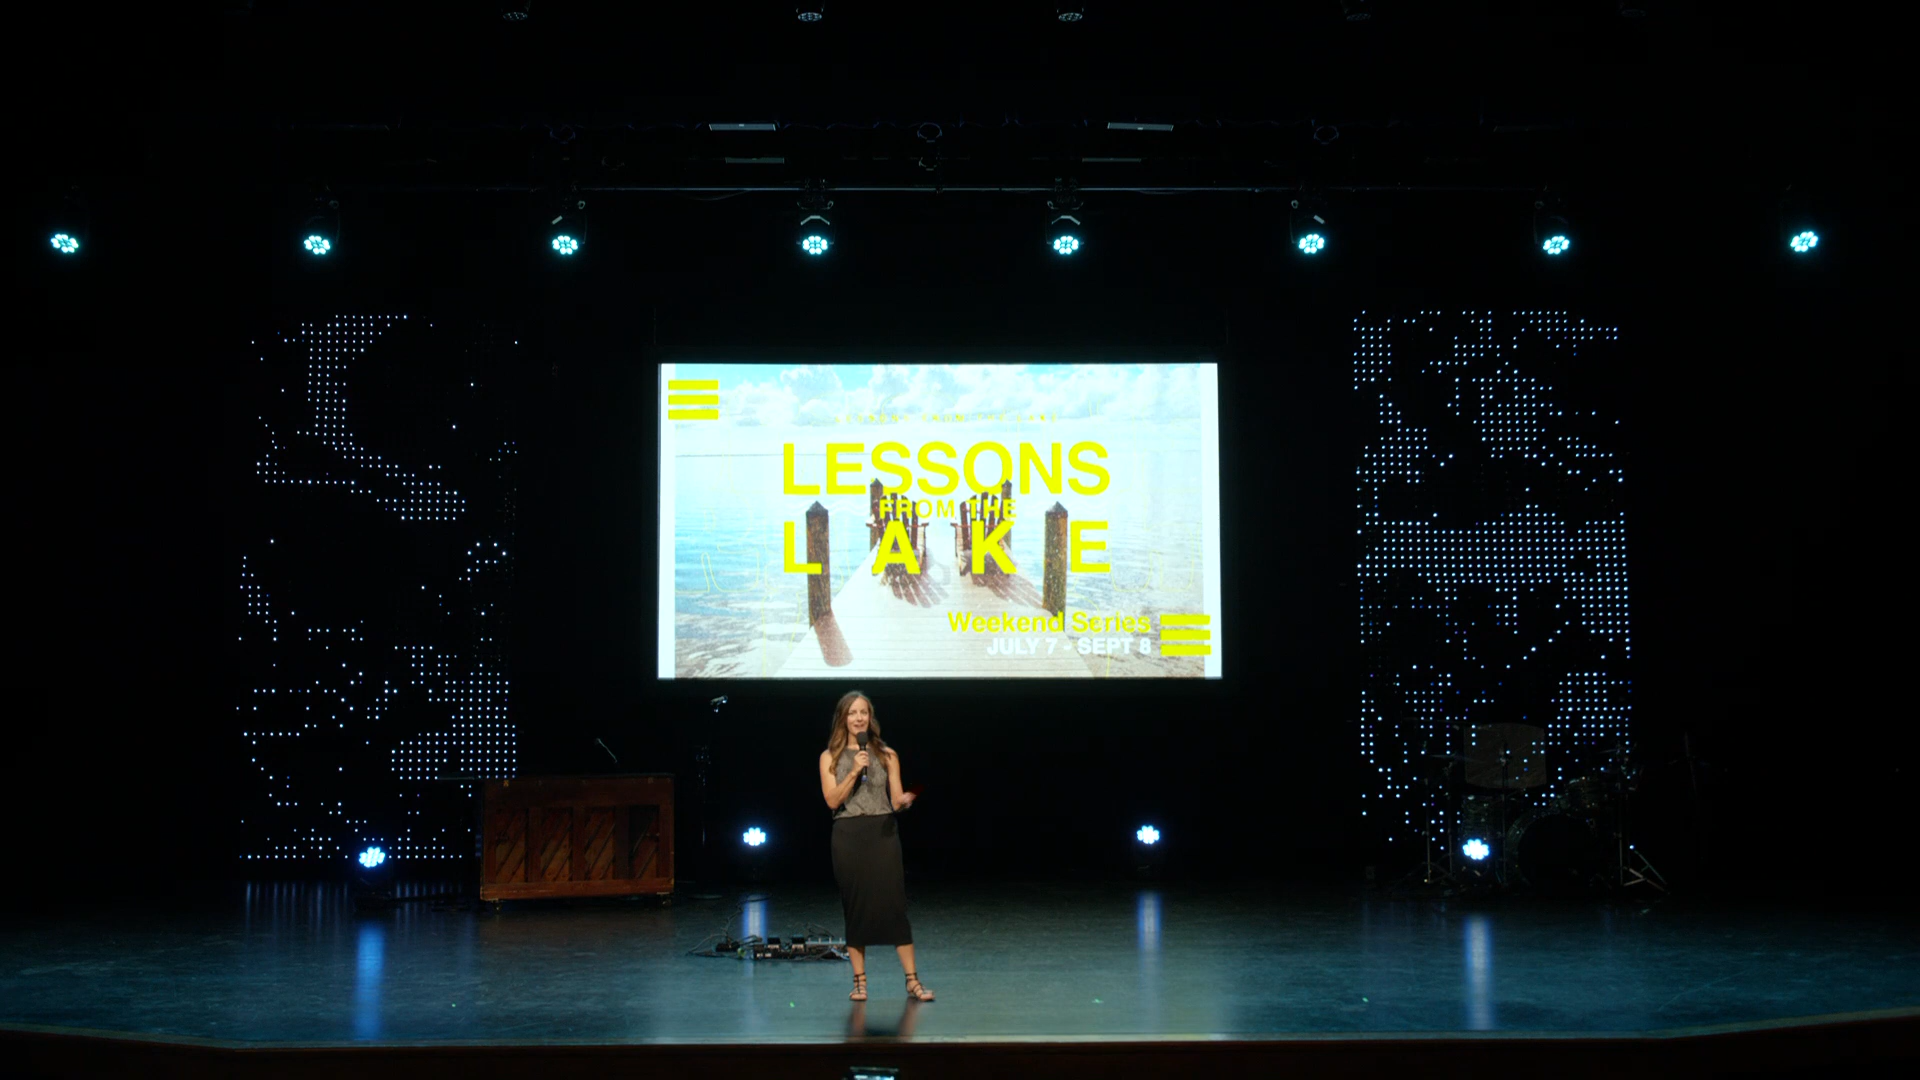 LESSONS
FROM THE
LAKE
Weekend Series
JULY 7 - SEPT 8